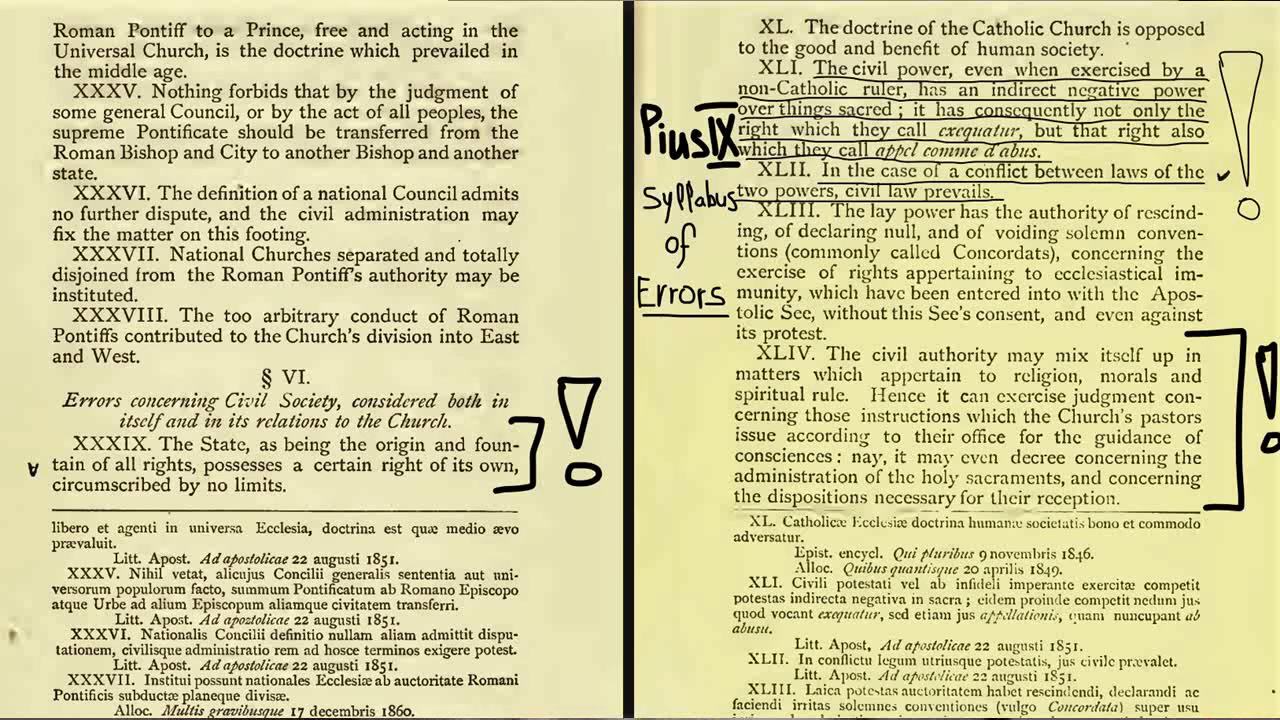 Roman Pontiff to a Prince, free and acting in the
Universal Church, is the doctrine which prevailed in
the middle age.
XXXV. Nothing forbids that by the judgment of
some general Council, or by the act of all peoples, the
supreme Pontificate should be transferred from the
Roman Bishop and City to another Bishop and another
state.
XXXVI. The definition of a national Council admits
no further dispute, and the civil administration may
fix the matter on this footing.
XXXVII. National Churches separated and totally
disjoined from the Roman Pontiff's authority may be
instituted.
XXXVIII. The too arbitrary conduct of Roman
Pontiffs contributed to the Church's division into East
and West.
§ VI.
Errors concerning Civil Society, considered both in
itself and in its relations to the Church.
XXXIX. The State, as being the origin and foun-
tain of all rights, possesses a certain right of its own,
circumscribed by no limits.
!
libero et agenti in universa Ecclesia, doctrina est quæ medio ævo
prævaluit.
Litt. Apost. Ad apostolicae 22 augusti 1851.
XXXV. Nihil vetat, alicujus Concilii generalis sententia aut uni-
versorum populorum facto, summum Pontificatum ab Romano Episcopo
atque Urbe ad alium Episcopum aliamque civitatem transferri.
Litt. Apost. Ad apostolicae 22 augusti 1851.
XXXVI. Nationalis Concilii definitio nullam aliam admittit dispu-
tationem, civilisque administratio rem ad hosce terminos exigere potest.
Litt. Apost. Ad apostolicae 22 augusti 1851.
XXXVII. Institui possunt nationales Ecclesiæ ab auctoritate Romani
Pontificis subductæ planeque divisæ.
Alloc. Multis gravibusque 17 decembris 1860.
XL. The doctrine of the Catholic Church is opposed
to the good and benefit of human society.
XLI. The civil power, even when exercised by a
non-Catholic ruler, has an indirect negative power
over things sacred; it has consequently not only the
right which they call exequatur, but that right also
which they call appel comme d'abus.
XLII. In the case of a conflict between laws of the
two powers, civil law prevails.
XLIII. The lay power has the authority of rescind-
ing, of declaring null, and of voiding solemn conven-
tions (commonly called Concordats), concerning the
exercise of rights appertaining to ecclesiastical im-
munity, which have been entered into with the Apos-
tolic See, without this See's consent, and even against
its protest.
XLIV. The civil authority may mix itself up in
matters which appertain to religion, morals and
spiritual rule. Hence it can exercise judgment con-
cerning those instructions which the Church's pastors
issue according to their office for the guidance of
consciences: nay, it may even decree concerning the
administration of the holy sacraments, and concerning
the dispositions necessary for their reception.
Pius IX
Syllabus
of
Errors
!
!
XL. Catholicæ Ecclesiæ doctrina humanæ societatis bono et commodo
adversatur.
Epist. encycl. Qui pluribus 9 novembris 1846.
Alloc. Quibus quantisque 20 aprilis 1849.
XLI. Civili potestati vel ab infideli imperante exercitæ competit
potestas indirecta negativa in sacra; eidem proinde competit nedum jus
quod vocant exequatur, sed etiam jus appellationis, quam nuncupant ab
abusu.
Litt. Apost, Ad apostolicae 22 augusti 1851.
XLII. In conflictu legum utriusque potestatis, jus civile prævalet.
Litt. Apost. Ad apostolicae 22 augusti 1851.
XLIII. Laica potestas auctoritatem habet rescindendi, declarandi ac
faciendi irritas solemnes conventiones (vulgo Concordata) super usu